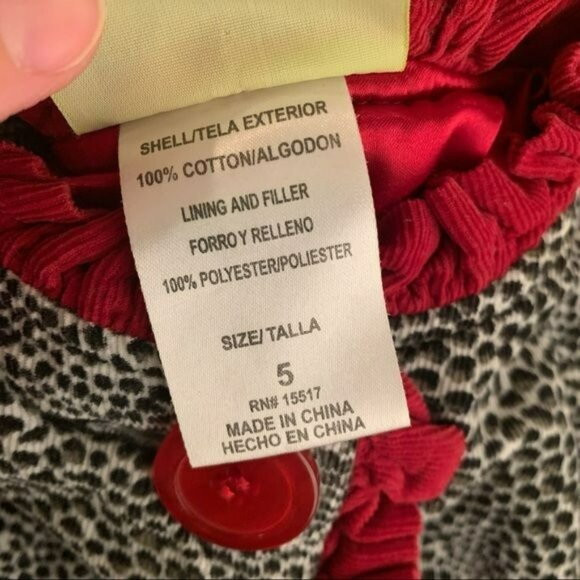 SHELL/TELA EXTERIOR
100% COTTON/ALGODON
LINING AND FILLER
FORRO Y RELLENO
100% POLYESTER/POLIESTER
SIZE/ TALLA
5
RN# 15517
MADE IN CHINA
HECHO EN CHINA